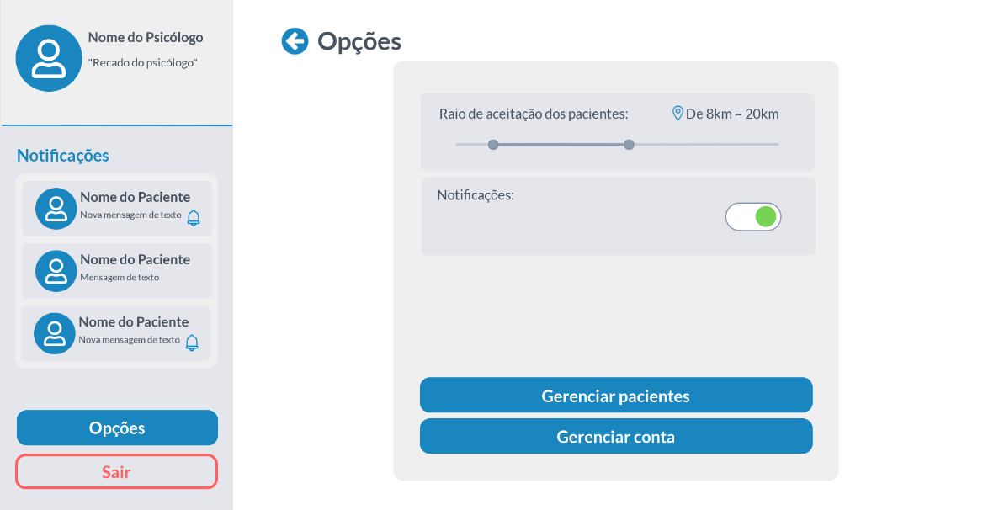 Nome do Psicólogo
"Recado do psicólogo"
Notificações
Nome do Paciente
Nova mensagem de texto
Nome do Paciente
Mensagem de texto
Nome do Paciente
Nova mensagem de texto
Opções
Sair
Opções
Raio de aceitação dos pacientes: De 8km ~ 20km
Notificações:
Gerenciar pacientes
Gerenciar conta